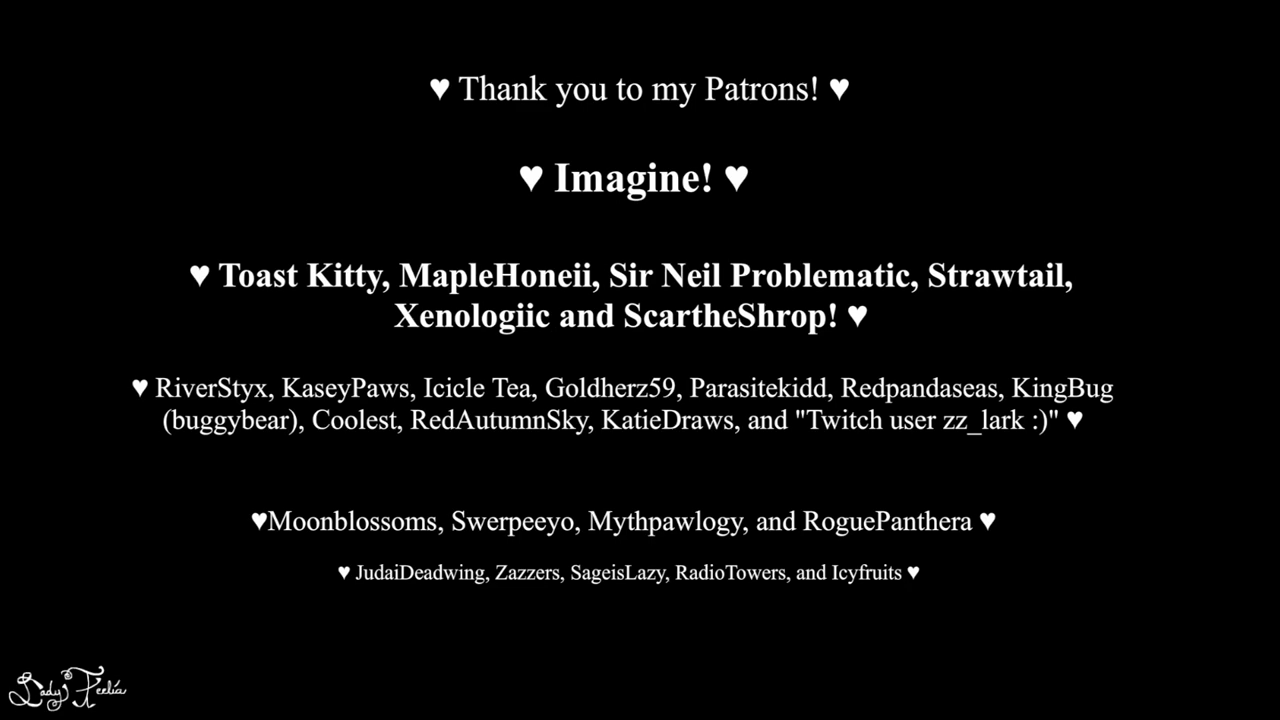 ♥ Thank you to my Patrons! ♥
♥ Imagine! ♥
♥ Toast Kitty, MapleHoneii, Sir Neil Problematic, Strawtail,
Xenologiic and ScartheShrop! ♥
♥ RiverStyx, KaseyPaws, Icicle Tea, Goldherz59, Parasitekidd, Redpandaseas, KingBug
(buggybear), Coolest, RedAutumnSky, KatieDraws, and "Twitch user zz_lark :)" ♥
♥Moonblossoms, Swerpeeyo, Mythpawlogy, and RoguePanthera ♥
♥ JudaiDeadwing, Zazzers, SageisLazy, RadioTowers, and Icyfruits ♥
Lady Feelia